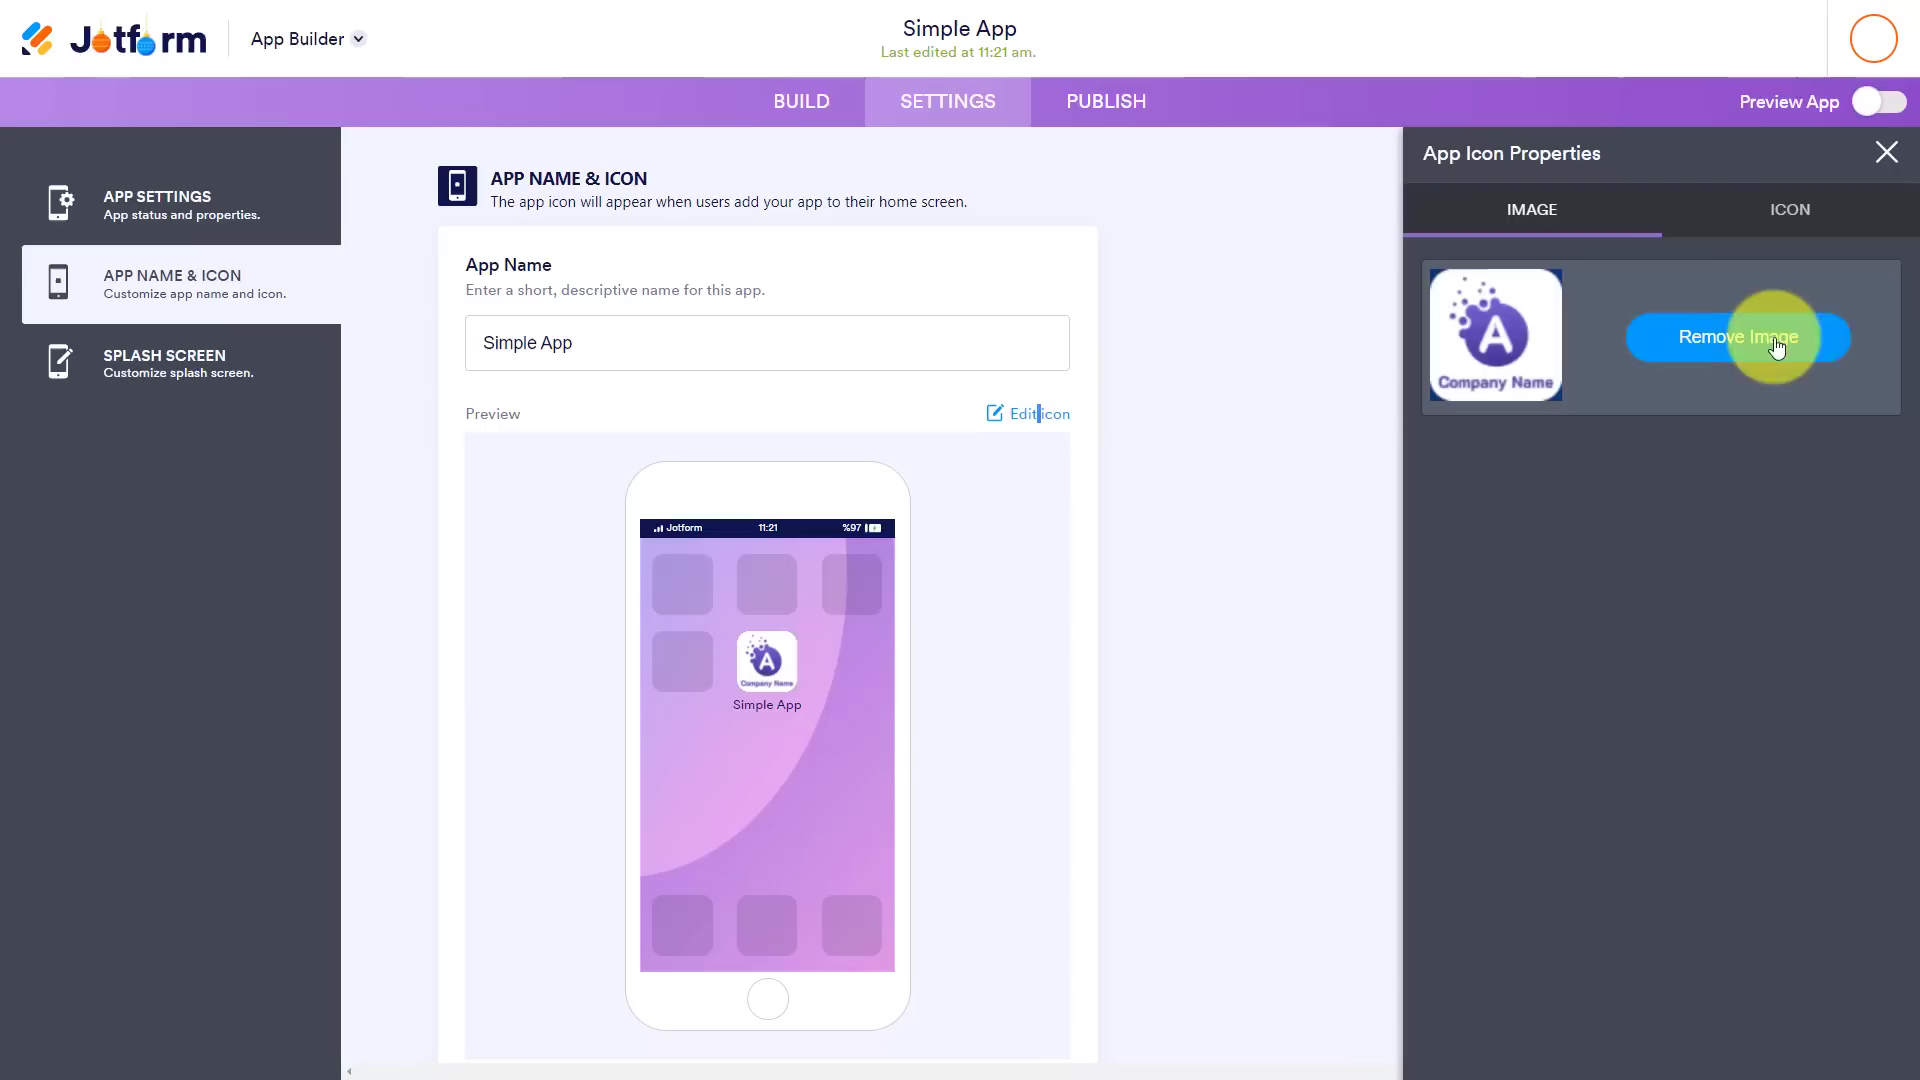 Jotform
App Builder
Simple App
Last edited at 11:21 am.
BUILD
SETTINGS
PUBLISH
Preview App
APP SETTINGS
App status and properties.
APP NAME & ICON
Customize app name and icon.
SPLASH SCREEN
Customize splash screen.
APP NAME & ICON
The app icon will appear when users add your app to their home screen.
App Name
Enter a short, descriptive name for this app.
Simple App
Preview
Edit icon
Jotform
11:21
%97
A
Company Name
Simple App
App Icon Properties
IMAGE
ICON
A
Company Name
Remove Image